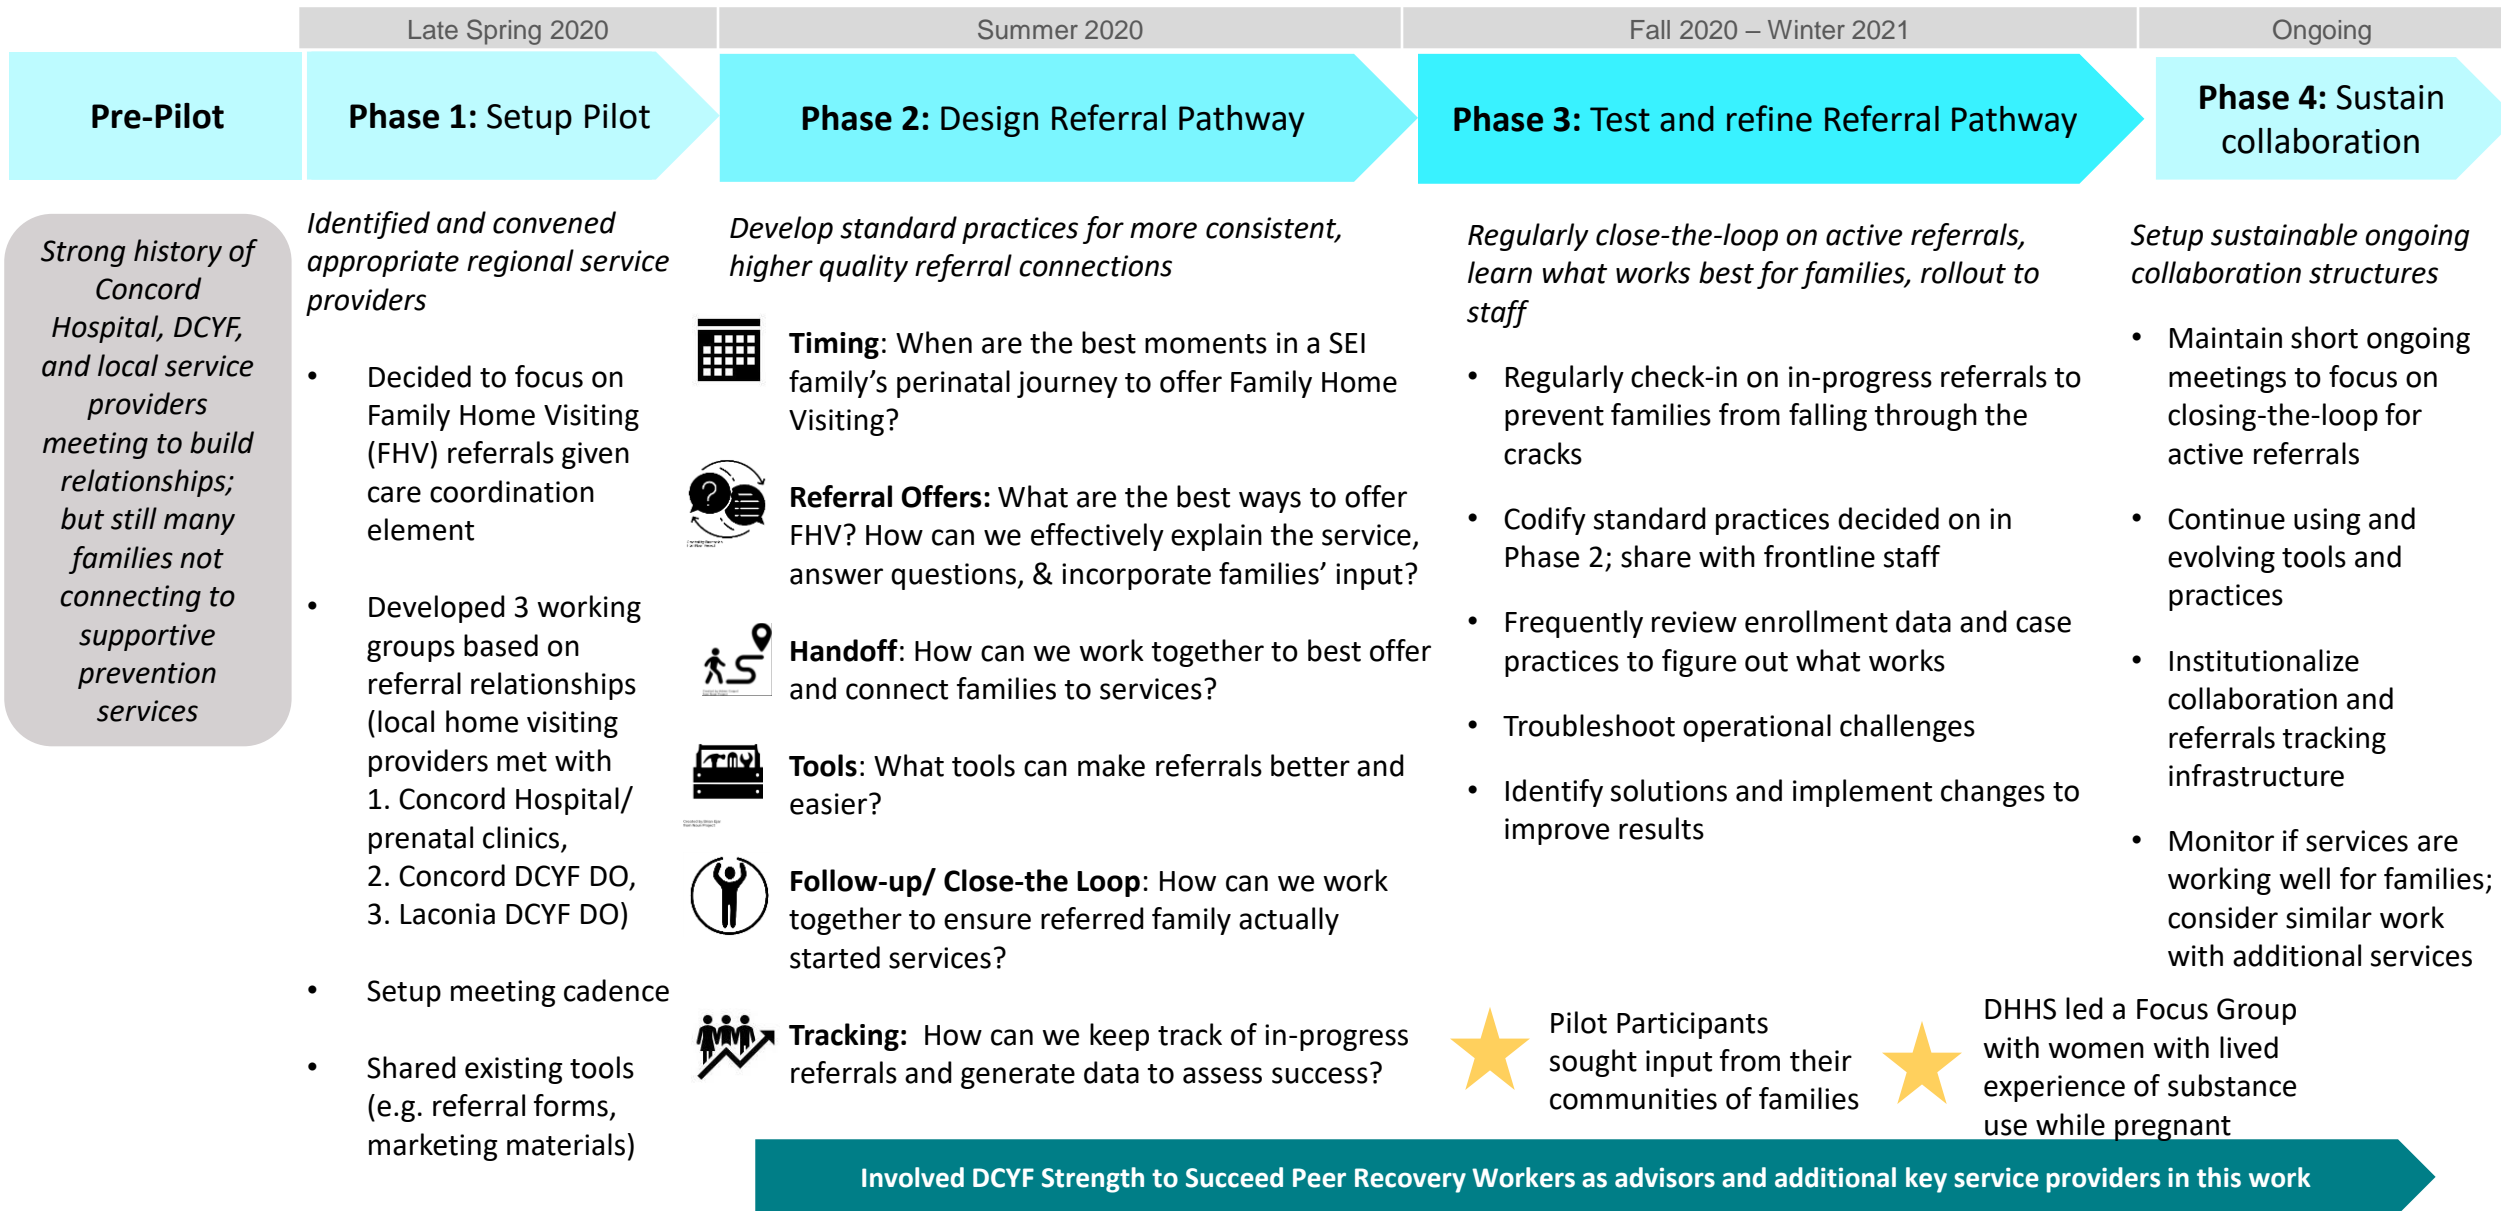 Late Spring 2020
Summer 2020
Fall 2020 – Winter 2021
Ongoing
Pre-Pilot
Phase 1: Setup Pilot
Phase 2: Design Referral Pathway
Phase 3: Test and refine Referral Pathway
Phase 4: Sustain
collaboration
Strong history of
Concord
Hospital, DCYF,
and local service
providers
meeting to build
relationships;
but still many
families not
connecting to
supportive
prevention
services
Identified and convened
appropriate regional service
providers
• Decided to focus on
Family Home Visiting
(FHV) referrals given
care coordination
element
• Developed 3 working
groups based on
referral relationships
(local home visiting
providers met with
1. Concord Hospital/
prenatal clinics,
2. Concord DCYF DO,
3. Laconia DCYF DO)
• Setup meeting cadence
• Shared existing tools
(e.g. referral forms,
marketing materials)
Develop standard practices for more consistent,
higher quality referral connections
Timing: When are the best moments in a SEI
family’s perinatal journey to offer Family Home
Visiting?
Referral Offers: What are the best ways to offer
FHV? How can we effectively explain the service,
answer questions, & incorporate families’ input?
Handoff: How can we work together to best offer
and connect families to services?
Tools: What tools can make referrals better and
easier?
Follow-up/ Close-the Loop: How can we work
together to ensure referred family actually
started services?
Tracking: How can we keep track of in-progress
referrals and generate data to assess success?
Regularly close-the-loop on active referrals,
learn what works best for families, rollout to
staff
• Regularly check-in on in-progress referrals to
prevent families from falling through the
cracks
• Codify standard practices decided on in
Phase 2; share with frontline staff
• Frequently review enrollment data and case
practices to figure out what works
• Troubleshoot operational challenges
• Identify solutions and implement changes to
improve results
Setup sustainable ongoing
collaboration structures
• Maintain short ongoing
meetings to focus on
closing-the-loop for
active referrals
• Continue using and
evolving tools and
practices
• Institutionalize
collaboration and
referrals tracking
infrastructure
• Monitor if services are
working well for families;
consider similar work
with additional services
Pilot Participants
sought input from their
communities of families
DHHS led a Focus Group
with women with lived
experience of substance
use while pregnant
Involved DCYF Strength to Succeed Peer Recovery Workers as advisors and additional key service providers in this work